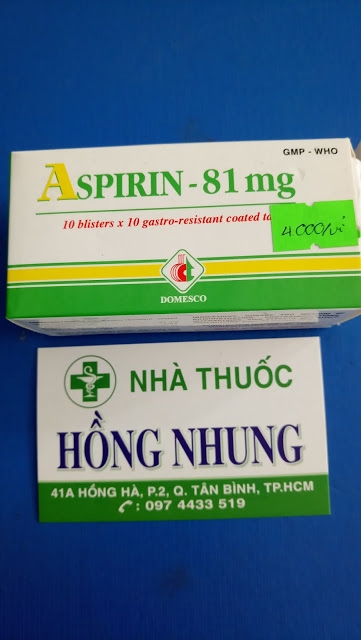 GMP - WHO
ASPIRIN - 81 mg
10 blisters x 10 gastro-resistant coated
4.000/vỉ
DOMESCO
NHÀ THUỐC
HỒNG NHUNG
41A HỒNG HÀ, P.2, Q. TÂN BÌNH, TP.HCM
: 097 4433 519